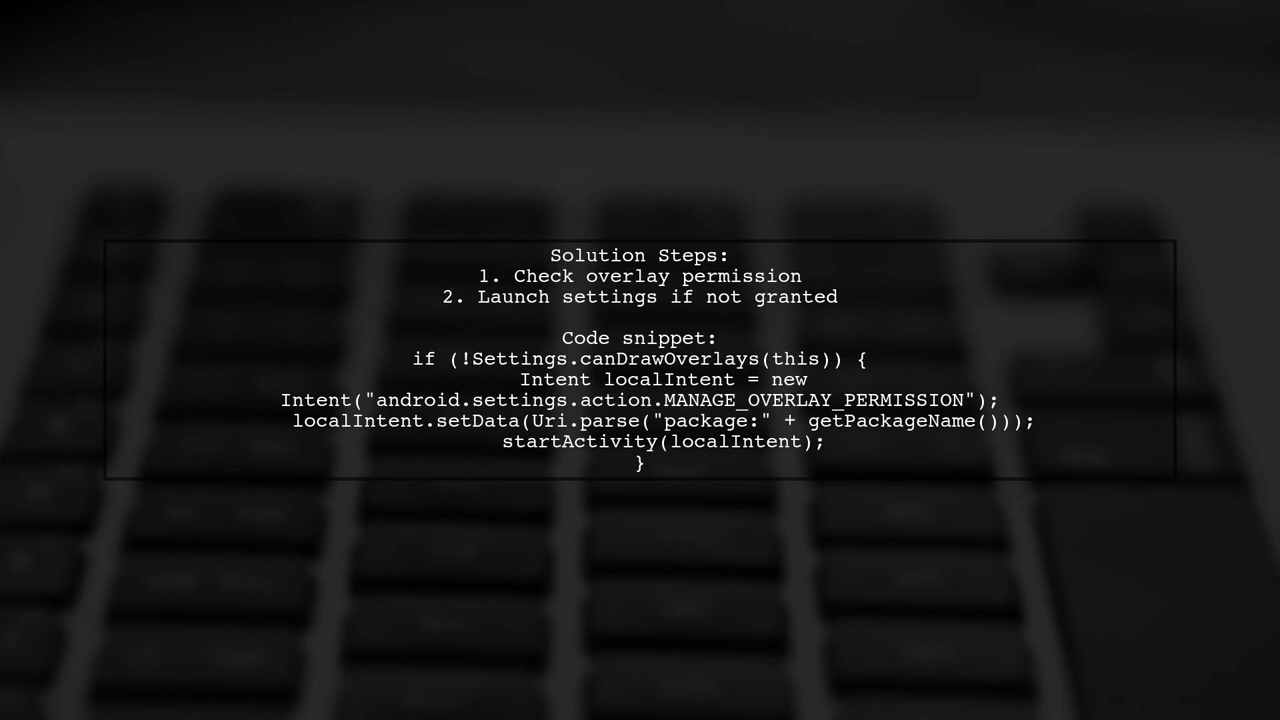 Solution Steps:
1. Check overlay permission
2. Launch settings if not granted
Code snippet:
if (!Settings.canDrawOverlays(this)) {
Intent localIntent = new
Intent("android.settings.action.MANAGE_OVERLAY_PERMISSION");
localIntent.setData(Uri.parse("package:" + getPackageName()));
startActivity(localIntent);
}